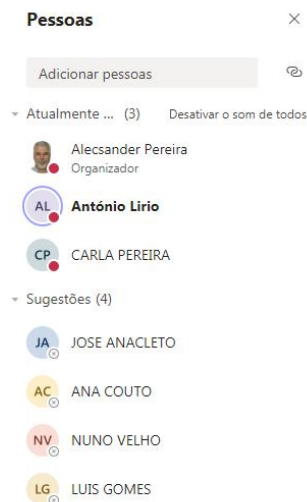 Pessoas
Adicionar pessoas
Atualmente ... (3) Desativar o som de todos
Alecsander Pereira
Organizador
AL António Lirio
CP CARLA PEREIRA
Sugestões (4)
JA JOSE ANACLETO
AC ANA COUTO
NV NUNO VELHO
LG LUIS GOMES